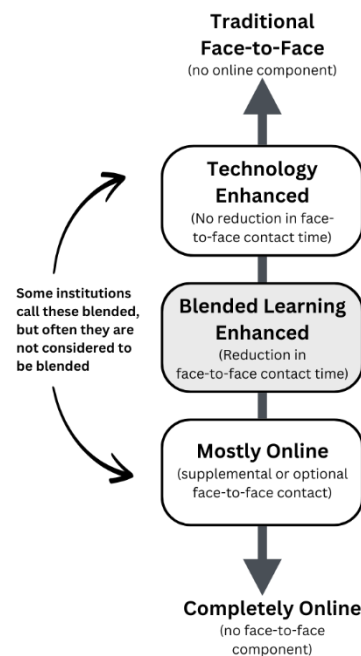 Traditional
Face-to-Face
(no online component)
Technology
Enhanced
(No reduction in face-
to-face contact time)
Some institutions
call these blended,
but often they are
not considered to
be blended
Blended Learning
Enhanced
(Reduction in
face-to-face contact time)
Mostly Online
(supplemental or optional
face-to-face contact)
Completely Online
(no face-to-face
component)